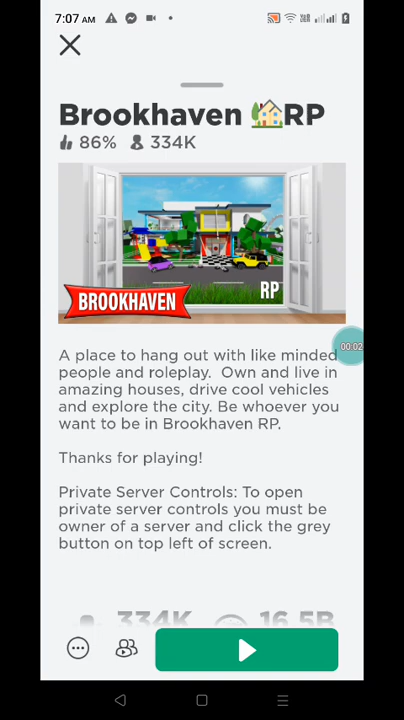 7:07 AM
Brookhaven 🏡RP
86% 334K
BROOKHAVEN
RP
00:02
A place to hang out with like minded
people and roleplay.  Own and live in
amazing houses, drive cool vehicles
and explore the city. Be whoever you
want to be in Brookhaven RP.
Thanks for playing!
Private Server Controls: To open
private server controls you must be
owner of a server and click the grey
button on top left of screen.
334K 16.5B